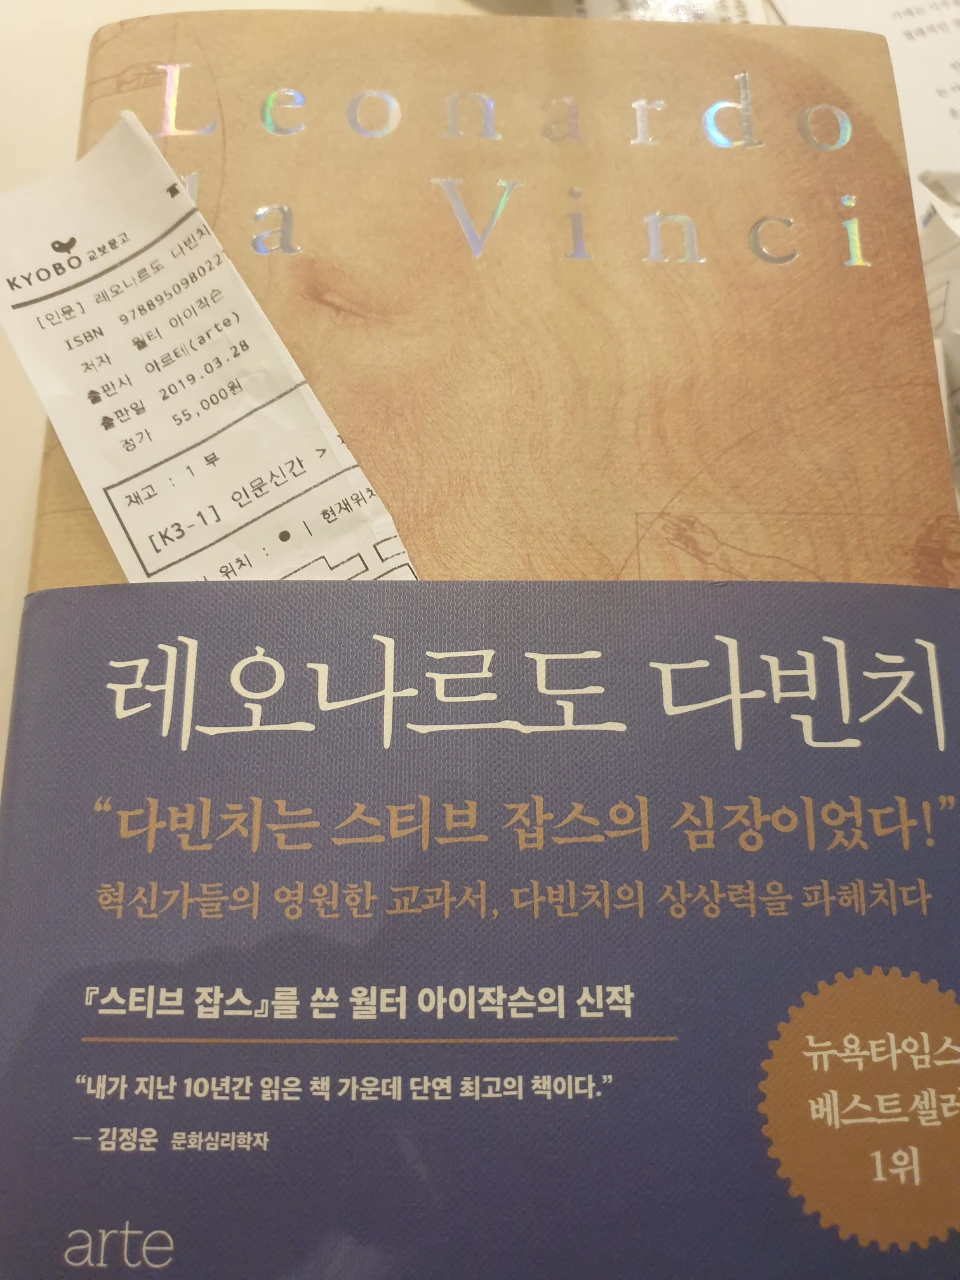 Leonardo
da Vinci
KYOBO 교보문고
[인문] 레오나르도 다빈치
ISBN 978895098022
저자 월터 아이작슨
출판사 아르테(arte)
출판일 2019.03.28
정가 55,000원
재고 : 1 부
[K3-1] 인문신간 >
위치 : ● | 현재위치
레오나르도 다빈치
“다빈치는 스티브 잡스의 심장이었다!”
혁신가들의 영원한 교과서, 다빈치의 상상력을 파헤치다
『스티브 잡스』를 쓴 월터 아이작슨의 신작
“내가 지난 10년간 읽은 책 가운데 단연 최고의 책이다.”
— 김정운 문화심리학자
뉴욕타임스
베스트셀러
1위
arte